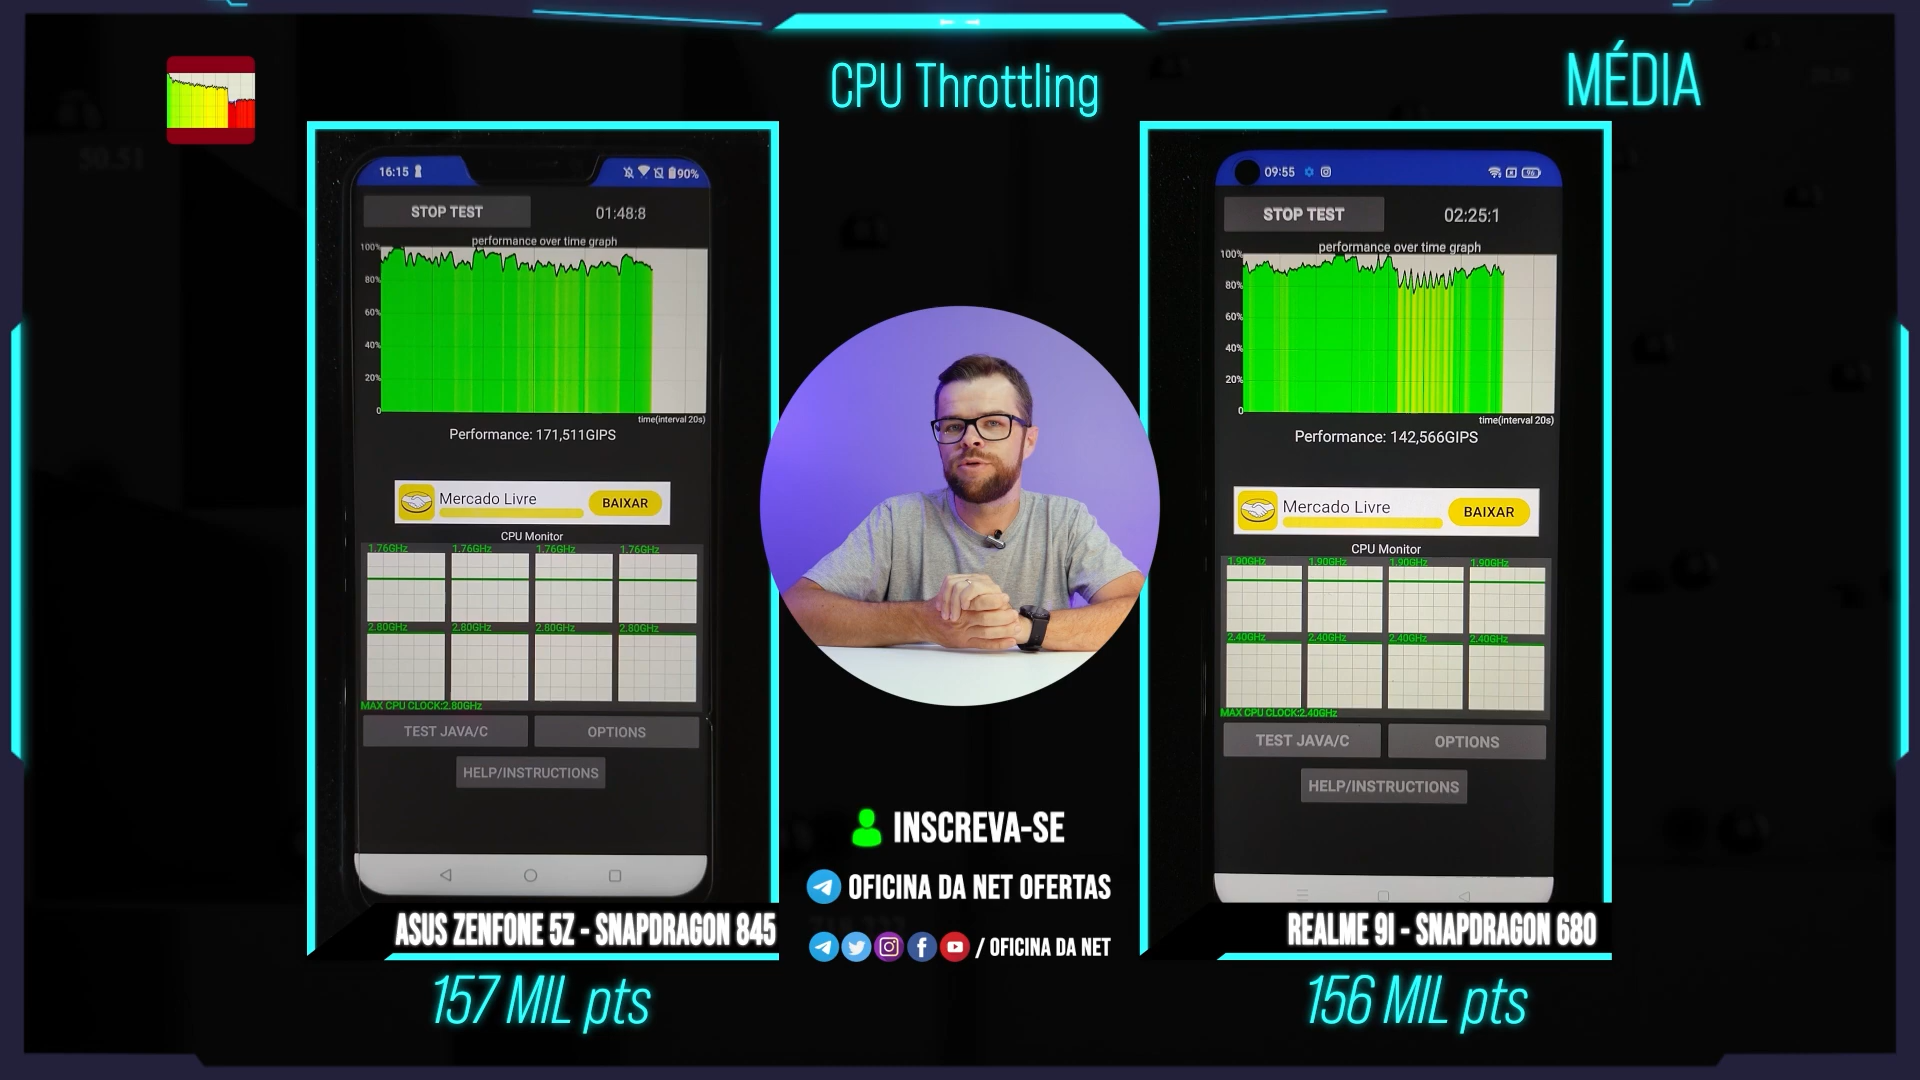 CPU Throttling
MÉDIA
16:15
90%
STOP TEST
01:48:8
performance over time graph
100%
80%
60%
40%
20%
0
time(interval 20s)
Performance: 171,511GIPS
Mercado Livre
BAIXAR
CPU Monitor
1.76GHz 1.76GHz 1.76GHz 1.76GHz
2.80GHz 2.80GHz 2.80GHz 2.80GHz
MAX CPU CLOCK:2.80GHz
TEST JAVA/C
OPTIONS
HELP/INSTRUCTIONS
ASUS ZENFONE 5Z - SNAPDRAGON 845
157 MIL pts
INSCREVA-SE
OFICINA DA NET OFERTAS
/ OFICINA DA NET
09:55
96
STOP TEST
02:25:1
performance over time graph
100%
80%
60%
40%
20%
0
time(interval 20s)
Performance: 142,566GIPS
Mercado Livre
BAIXAR
CPU Monitor
1.90GHz 1.90GHz 1.90GHz 1.90GHz
2.40GHz 2.40GHz 2.40GHz 2.40GHz
MAX CPU CLOCK:2.40GHz
TEST JAVA/C
OPTIONS
HELP/INSTRUCTIONS
REALME 9I - SNAPDRAGON 680
156 MIL pts